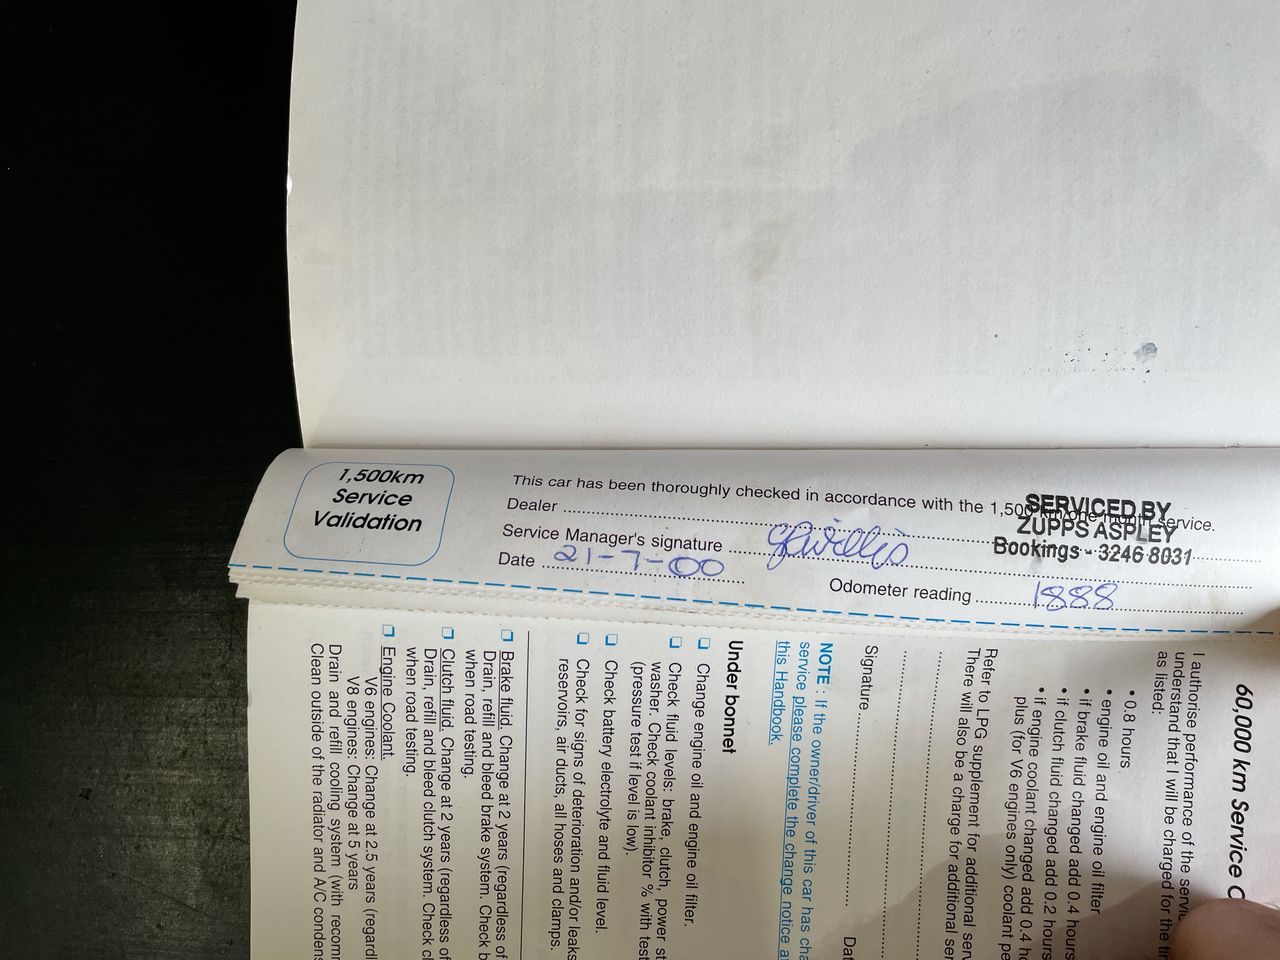 1,500km
Service
Validation
This car has been thoroughly checked in accordance with the 1,500 km/one month service.
SERVICED BY
ZUPPS ASPLEY
Bookings - 3246 8031
Dealer
Service Manager's signature
Date 21-7-00
Odometer reading 1888
60,000 km Service
I authorise performance of the
understand that I will be charged for the
as listed:
• 0.8 hours,
• engine oil and engine oil filter
• if brake fluid changed add 0.4 hours
• if clutch fluid changed add 0.2 hours
• if engine coolant changed add 0.4
plus (for V6 engines only) coolant
Refer to LPG supplement for additional
There will also be a charge for additional
Signature
NOTE : If the owner/driver of this car has
service please complete the change notice
this Handbook.
Under bonnet
❑ Change engine oil and engine oil filter.
❑ Check fluid levels: brake, clutch, power
washer. Check coolant inhibitor % with test
(pressure test if level is low).
❑ Check battery electrolyte and fluid level.
❑ Check for signs of deterioration and/or leaks
reservoirs, air ducts, all hoses and clamps.
❑ Brake fluid. Change at 2 years (regardless of
Drain, refill and bleed brake system. Check
when road testing.
❑ Clutch fluid. Change at 2 years (regardless of
Drain, refill and bleed clutch system. Check
when road testing.
❑ Engine Coolant.
V6 engines: Change at 2.5 years
V8 engines: Change at 5 years
Drain and refill cooling system (with
Clean outside of the radiator and A/C